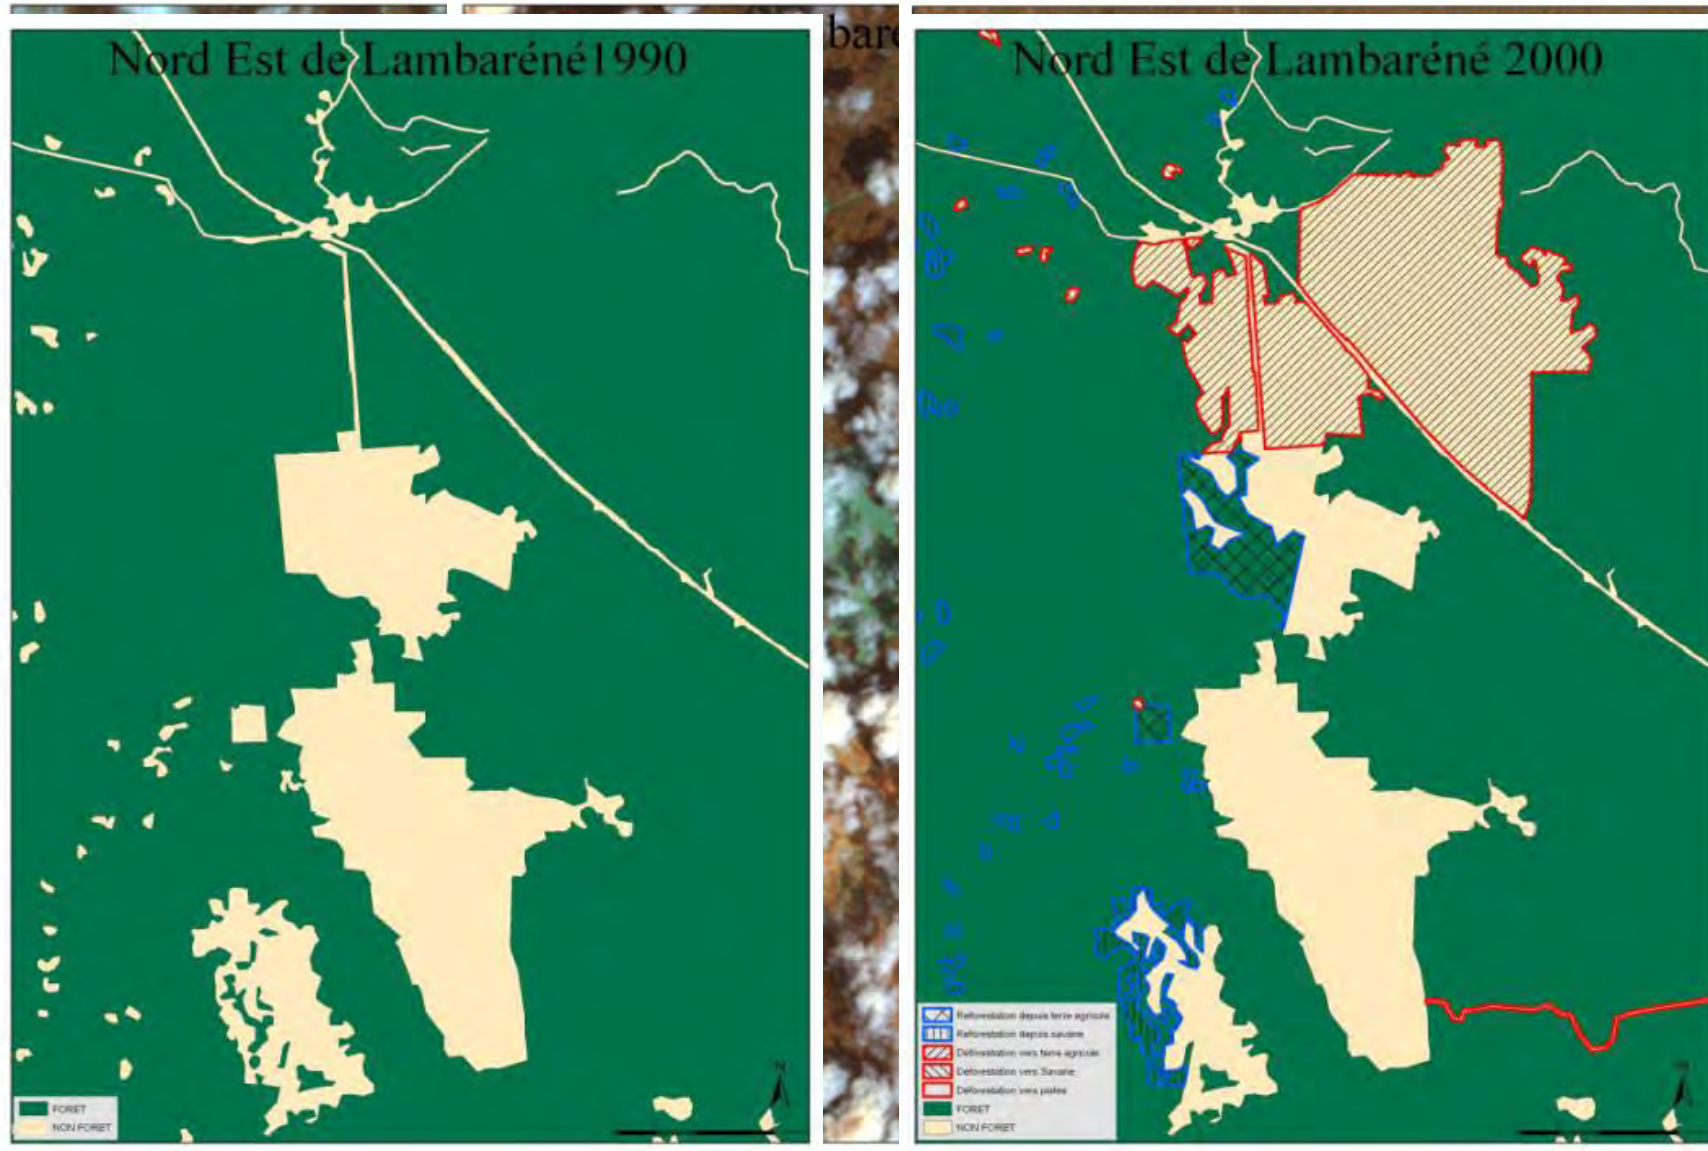 Nord Est de Lambaréné1990
FORET
NON FORET
baré
Nord Est de Lambaréné 2000
Reforestation depuis terre agricole
Reforestation depuis savane
Déforestation vers terre agricole
Déforestation vers Savane
Déforestation vers pistes
FORET
NON FORET
N
N